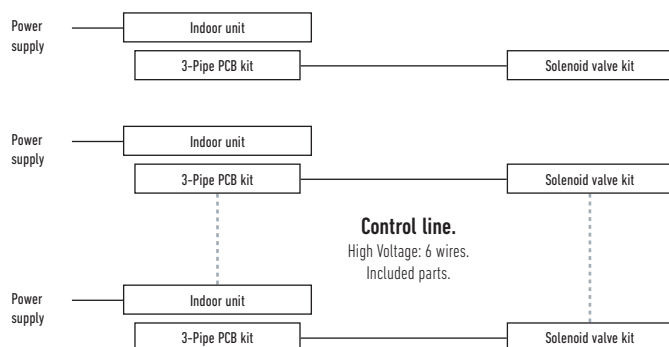 Power
supply
Indoor unit
3-Pipe PCB kit
Solenoid valve kit
Power
supply
Indoor unit
3-Pipe PCB kit
Solenoid valve kit
Control line.
High Voltage: 6 wires.
Included parts.
Power
supply
Indoor unit
3-Pipe PCB kit
Solenoid valve kit